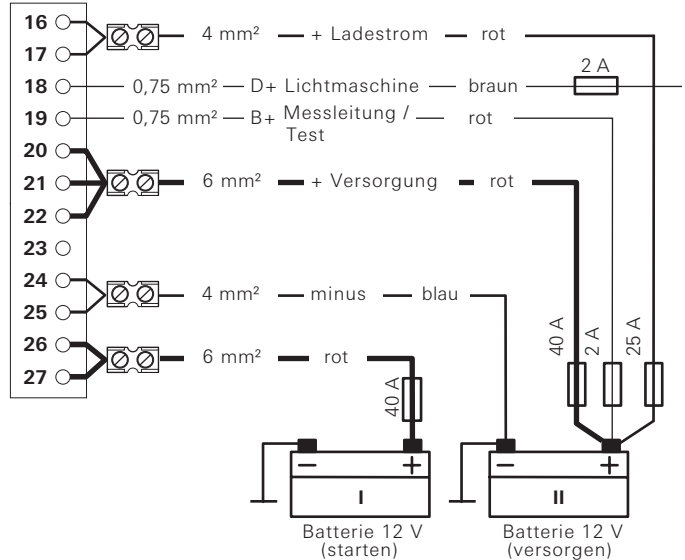 16
17
4 mm² + Ladestrom rot
2 A
18
0,75 mm² D+ Lichtmaschine braun
19
0,75 mm² B+ Messleitung / rot
Test
20
21
6 mm² + Versorgung rot
22
23
24
4 mm² minus blau
25
26
6 mm² rot
27
40 A
40 A
2 A
25 A
− +
I
Batterie 12 V
(starten)
− +
II
Batterie 12 V
(versorgen)